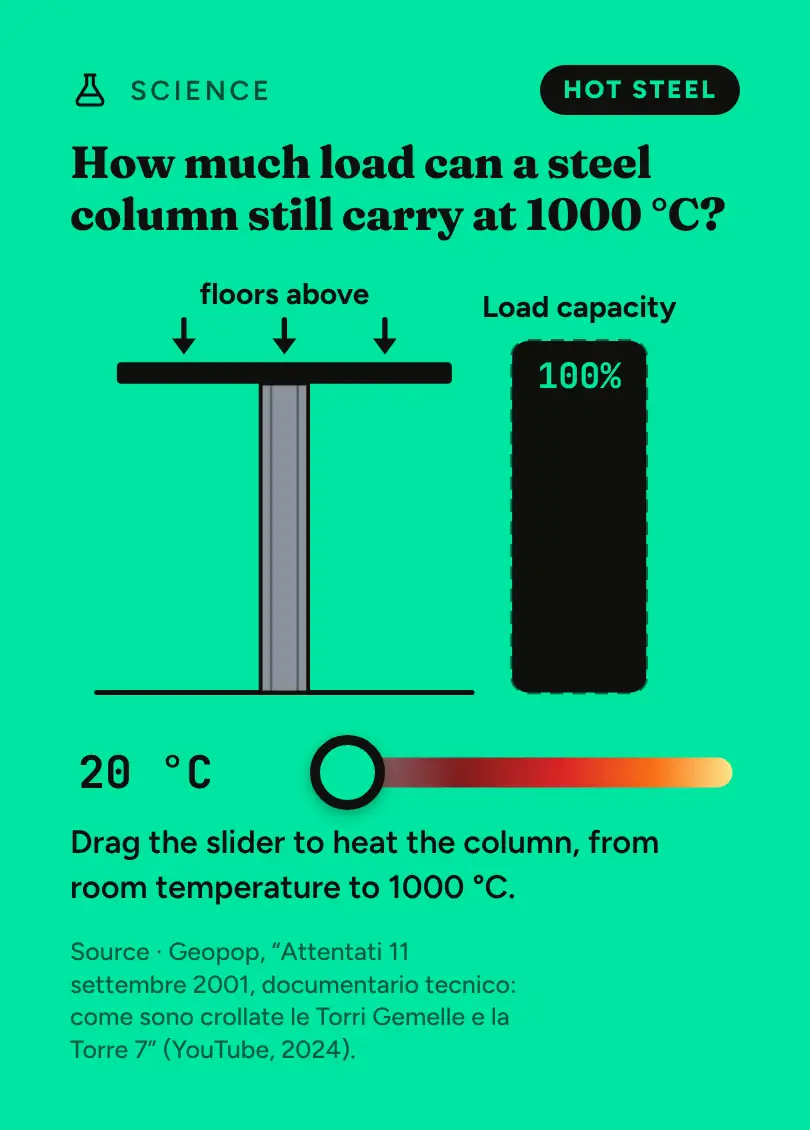 SCIENCE
HOT STEEL
How much load can a steel
column still carry at 1000 °C?
floors above
Load capacity
100%
20 °C
Drag the slider to heat the column, from
room temperature to 1000 °C.
Source · Geopop, “Attentati 11
settembre 2001, documentario tecnico:
come sono crollate le Torri Gemelle e la
Torre 7” (YouTube, 2024).